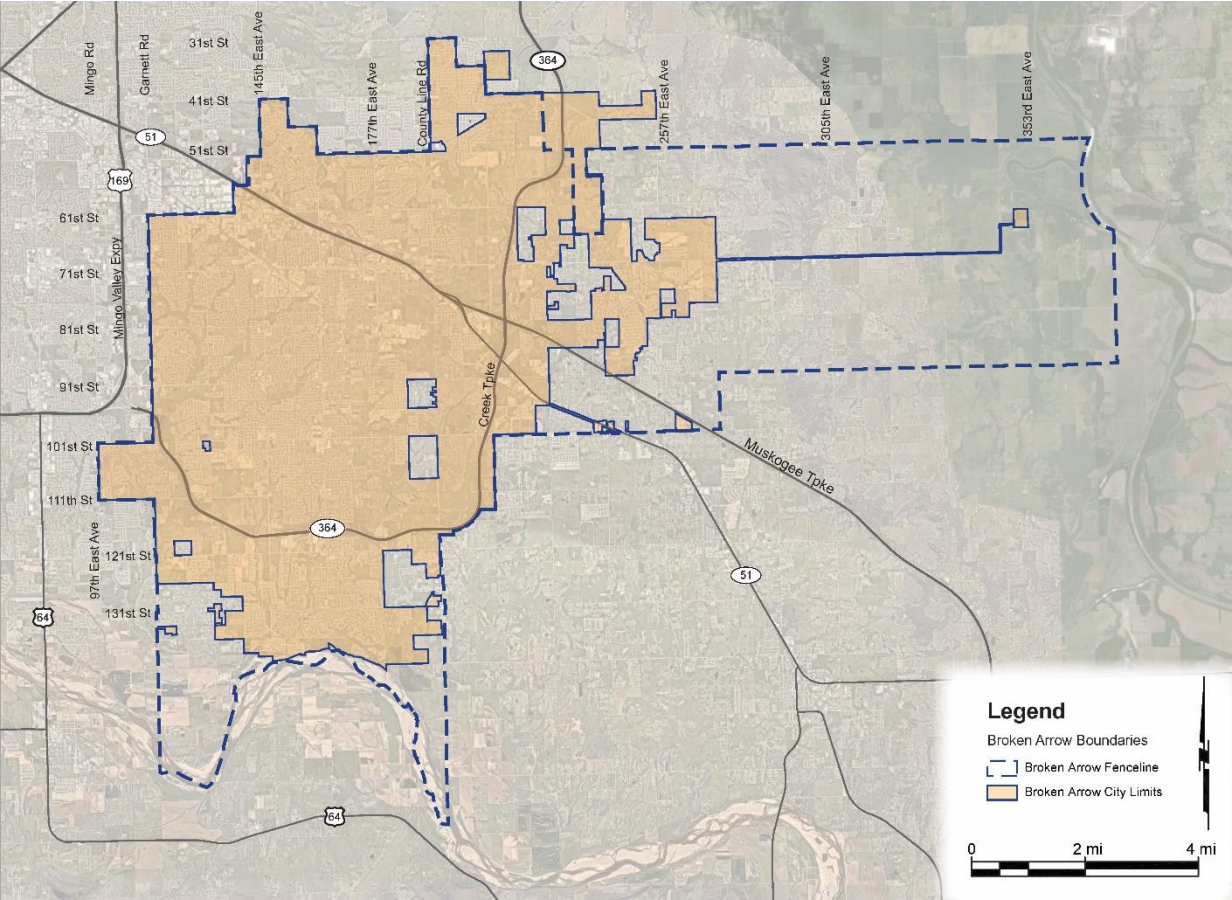 31st St
41st St
51st St
61st St
71st St
81st St
91st St
101st St
111st St
121st St
131st St
Mingo Rd
Garnett Rd
145th East Ave
177th East Ave
County Line Rd
257th East Ave
305th East Ave
353rd East Ave
Mingo Valley Expy
97th East Ave
Creek Tpke
Muskogee Tpke
364
51
169
364
51
64
64
Legend
Broken Arrow Boundaries
Broken Arrow Fenceline
Broken Arrow City Limits
0 2 mi 4 mi